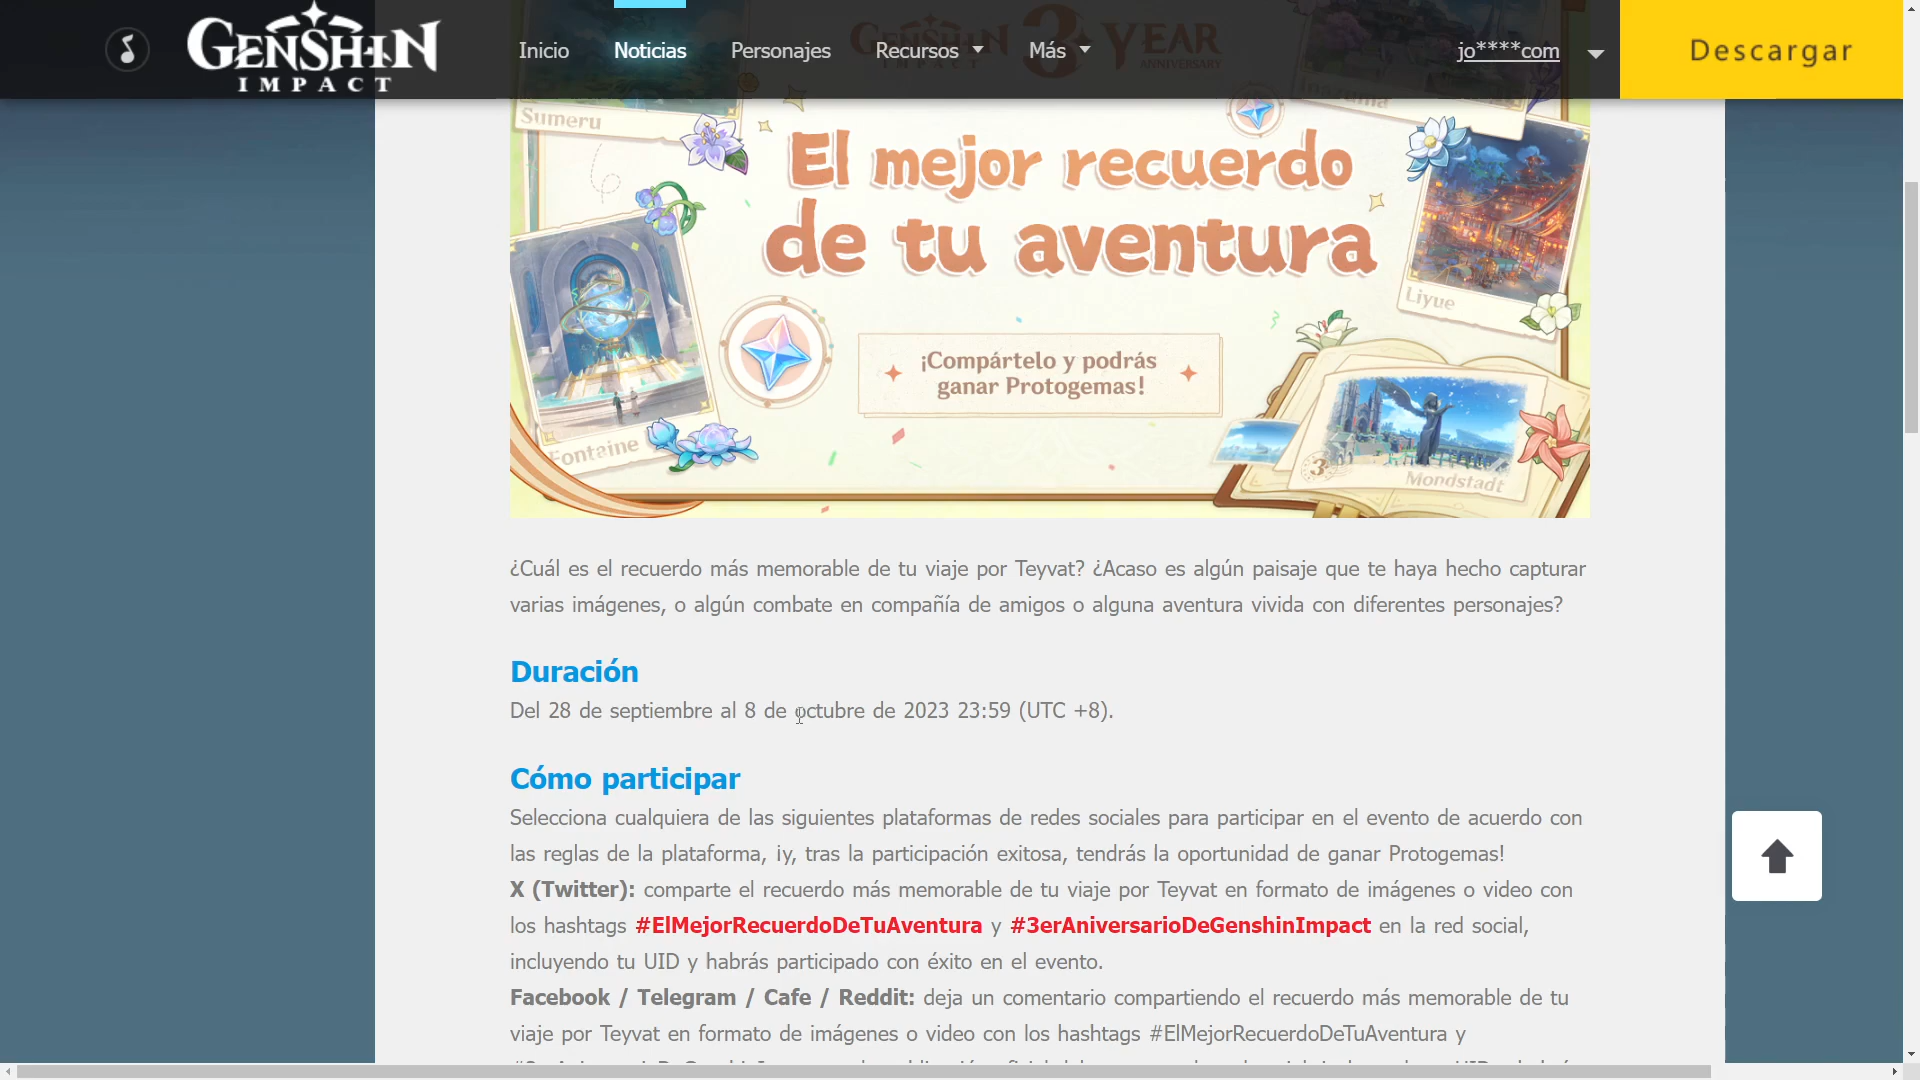 GENSHIN
IMPACT
Inicio
Noticias
Personajes
Recursos
Más
jo****com
Descargar
GENSHIN
IMPACT
3 YEAR
ANNIVERSARY
Sumeru
Inazuma
El mejor recuerdo
de tu aventura
Liyue
¡Compártelo y podrás
ganar Protogemas!
Fontaine
3
Mondstadt
¿Cuál es el recuerdo más memorable de tu viaje por Teyvat? ¿Acaso es algún paisaje que te haya hecho capturar
varias imágenes, o algún combate en compañía de amigos o alguna aventura vivida con diferentes personajes?
Duración
Del 28 de septiembre al 8 de octubre de 2023 23:59 (UTC +8).
Cómo participar
Selecciona cualquiera de las siguientes plataformas de redes sociales para participar en el evento de acuerdo con
las reglas de la plataforma, ¡y, tras la participación exitosa, tendrás la oportunidad de ganar Protogemas!
X (Twitter): comparte el recuerdo más memorable de tu viaje por Teyvat en formato de imágenes o video con
los hashtags #ElMejorRecuerdoDeTuAventura y #3erAniversarioDeGenshinImpact en la red social,
incluyendo tu UID y habrás participado con éxito en el evento.
Facebook / Telegram / Cafe / Reddit: deja un comentario compartiendo el recuerdo más memorable de tu
viaje por Teyvat en formato de imágenes o video con los hashtags #ElMejorRecuerdoDeTuAventura y